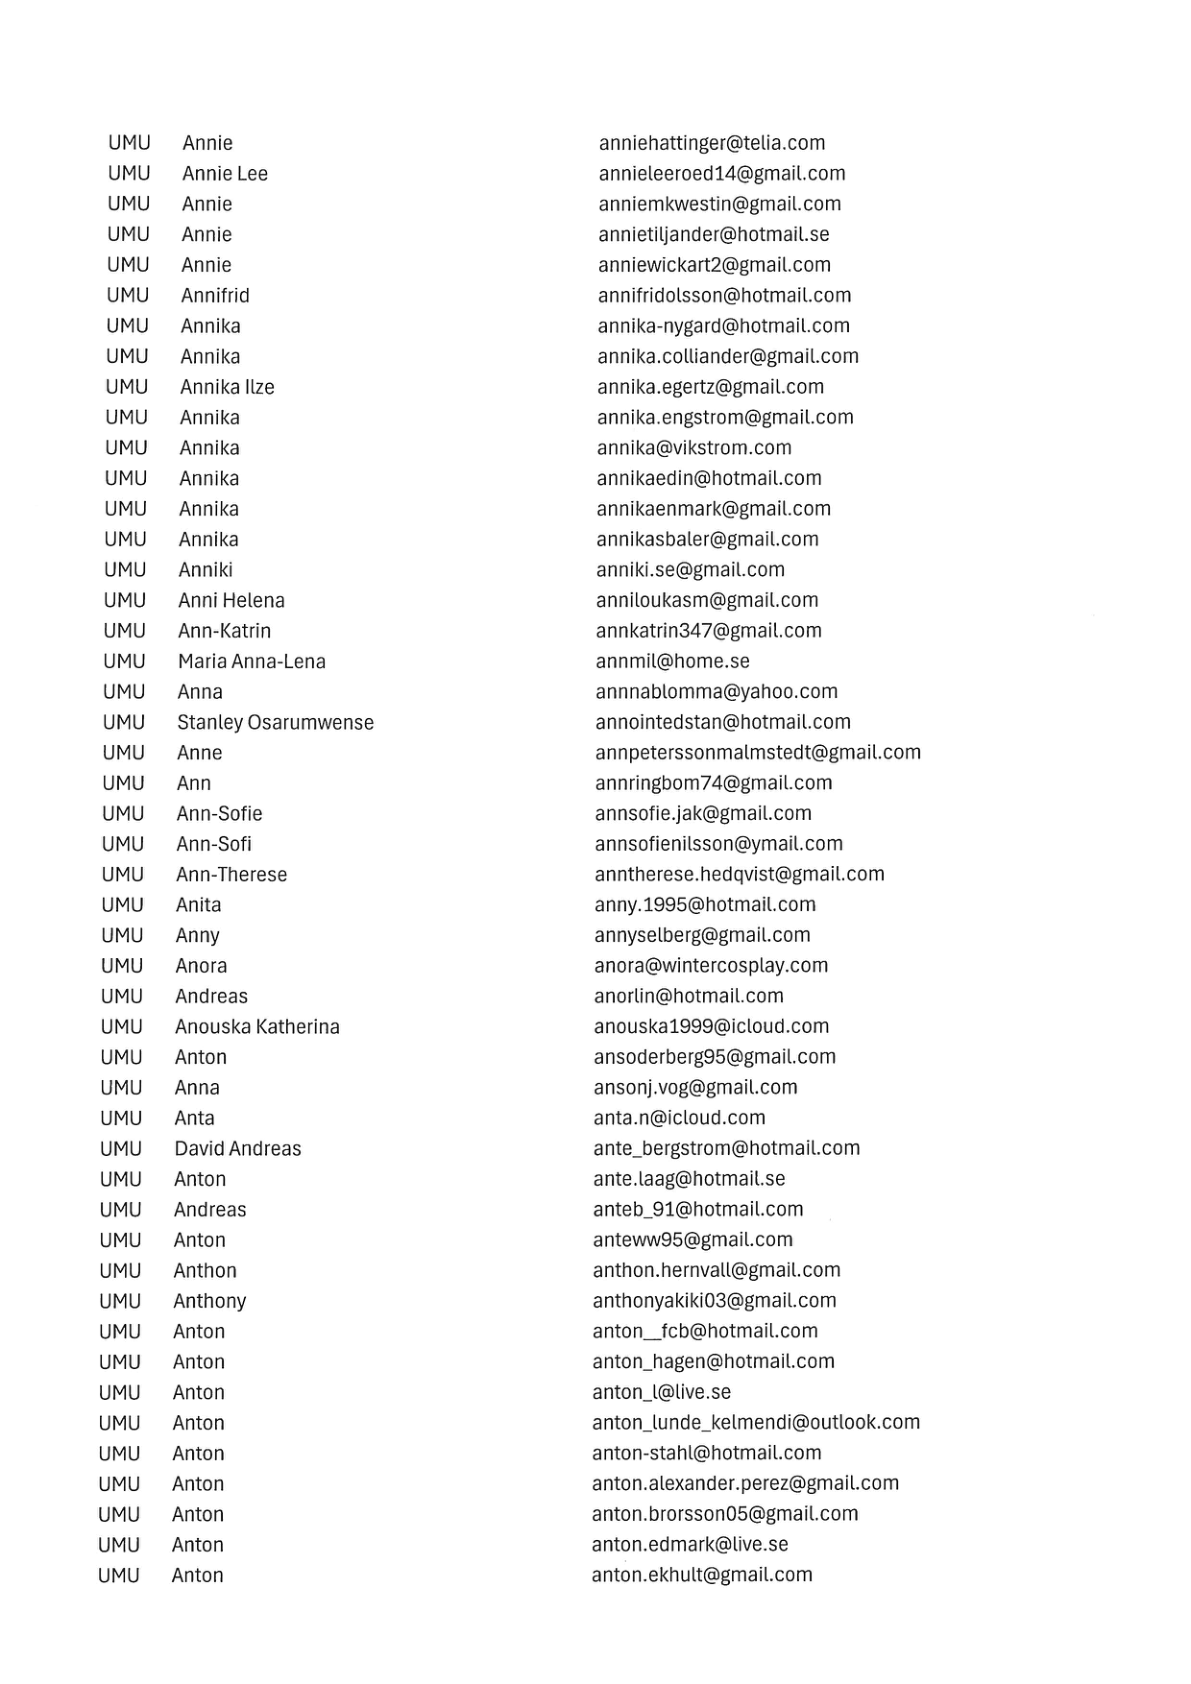 UMU Annie anniehattinger@telia.com
UMU Annie Lee annieleeroed14@gmail.com
UMU Annie anniemkwestin@gmail.com
UMU Annie annietiljander@hotmail.se
UMU Annie anniewickart2@gmail.com
UMU Annifrid annifridolsson@hotmail.com
UMU Annika annika-nygard@hotmail.com
UMU Annika annika.colliander@gmail.com
UMU Annika Ilze annika.egertz@gmail.com
UMU Annika annika.engstrom@gmail.com
UMU Annika annika@vikstrom.com
UMU Annika annikaedin@hotmail.com
UMU Annika annikaenmark@gmail.com
UMU Annika annikasbaler@gmail.com
UMU Anniki anniki.se@gmail.com
UMU Anni Helena anniloukasm@gmail.com
UMU Ann-Katrin annkatrin347@gmail.com
UMU Maria Anna-Lena annmil@home.se
UMU Anna annnablomma@yahoo.com
UMU Stanley Osarumwense annointedstan@hotmail.com
UMU Anne annpeterssonmalmstedt@gmail.com
UMU Ann annringbom74@gmail.com
UMU Ann-Sofie annsofie.jak@gmail.com
UMU Ann-Sofi annsofienilsson@ymail.com
UMU Ann-Therese anntherese.hedqvist@gmail.com
UMU Anita anny.1995@hotmail.com
UMU Anny annyselberg@gmail.com
UMU Anora anora@wintercosplay.com
UMU Andreas anorlin@hotmail.com
UMU Anouska Katherina anouska1999@icloud.com
UMU Anton ansoderberg95@gmail.com
UMU Anna ansonj.vog@gmail.com
UMU Anta anta.n@icloud.com
UMU David Andreas ante_bergstrom@hotmail.com
UMU Anton ante.laag@hotmail.se
UMU Andreas anteb_91@hotmail.com
UMU Anton anteww95@gmail.com
UMU Anthon anthon.hernvall@gmail.com
UMU Anthony anthonyakiki03@gmail.com
UMU Anton anton__fcb@hotmail.com
UMU Anton anton_hagen@hotmail.com
UMU Anton anton_l@live.se
UMU Anton anton_lunde_kelmendi@outlook.com
UMU Anton anton-stahl@hotmail.com
UMU Anton anton.alexander.perez@gmail.com
UMU Anton anton.brorsson05@gmail.com
UMU Anton anton.edmark@live.se
UMU Anton anton.ekhult@gmail.com